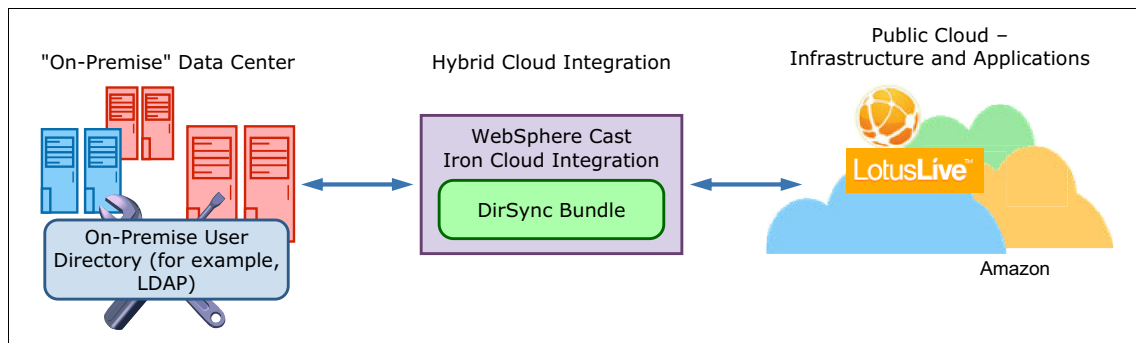 "On-Premise" Data Center
Hybrid Cloud Integration
Public Cloud –
Infrastructure and Applications
On-Premise User
Directory (for example,
LDAP)
WebSphere Cast
Iron Cloud Integration
DirSync Bundle
LotusLive™
Amazon